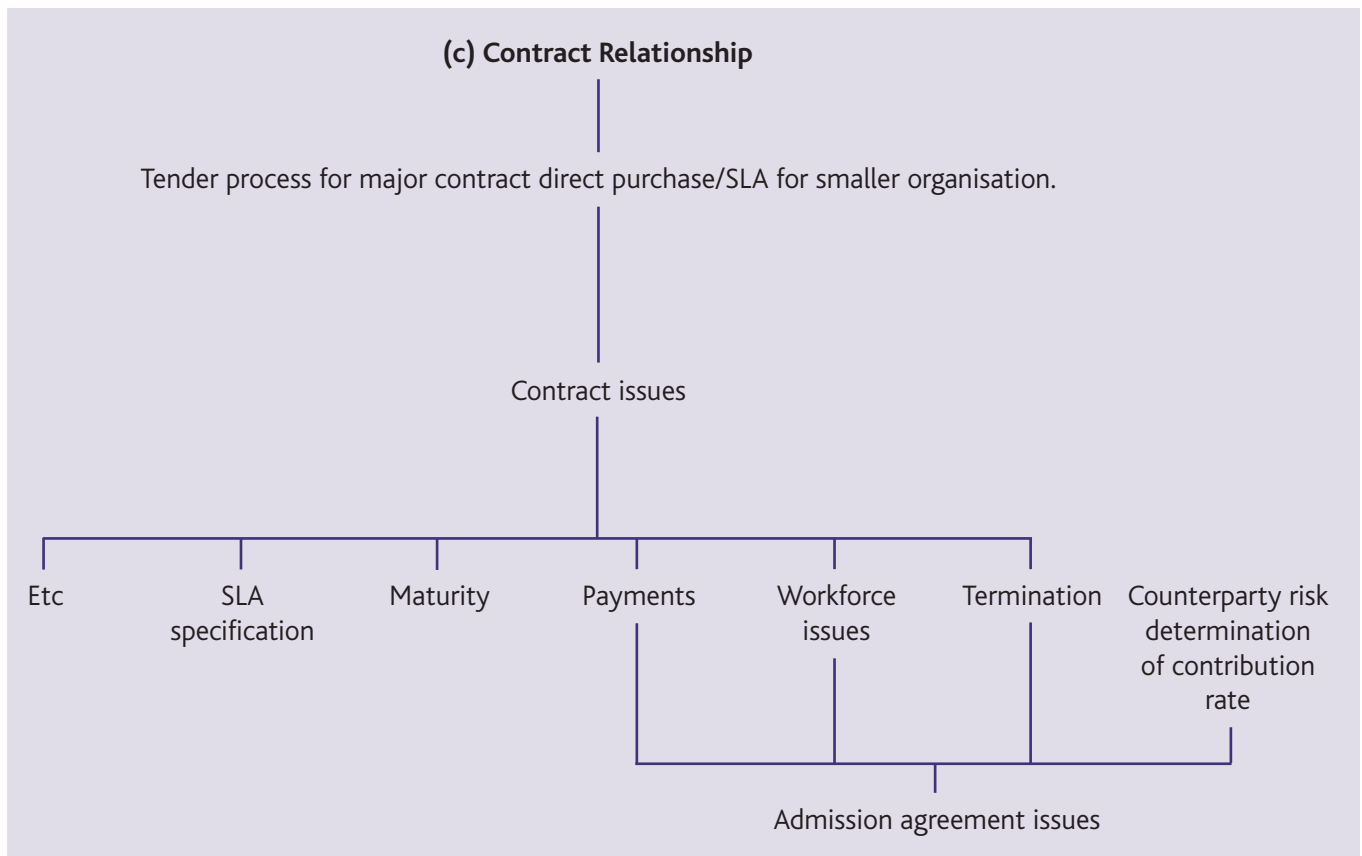 (c) Contract Relationship
Tender process for major contract direct purchase/SLA for smaller organisation.
Contract issues
Etc
SLA
specification
Maturity
Payments
Workforce
issues
Termination
Counterparty risk
determination
of contribution
rate
Admission agreement issues